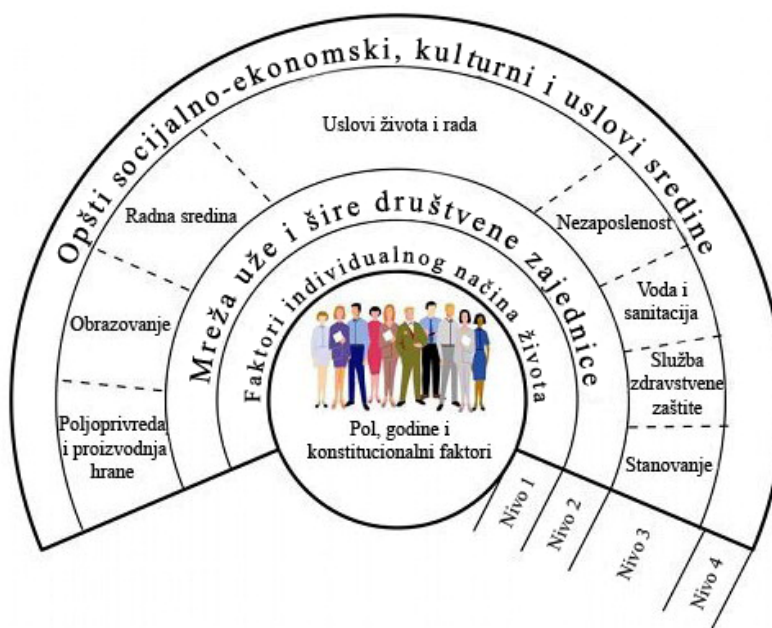 Opšti socijalno-ekonomski, kulturni i uslovi sredine
Uslovi života i rada
Radna sredina
Nezaposlenost
Mreža uže i šire društvene zajednice
Faktori individualnog načina života
Obrazovanje
Voda i
sanitacija
Služba
zdravstvene
zaštite
Poljoprivreda
i proizvodnja
hrane
Pol, godine i
konstitucionalni faktori
Stanovanje
Nivo 1
Nivo 2
Nivo 3
Nivo 4